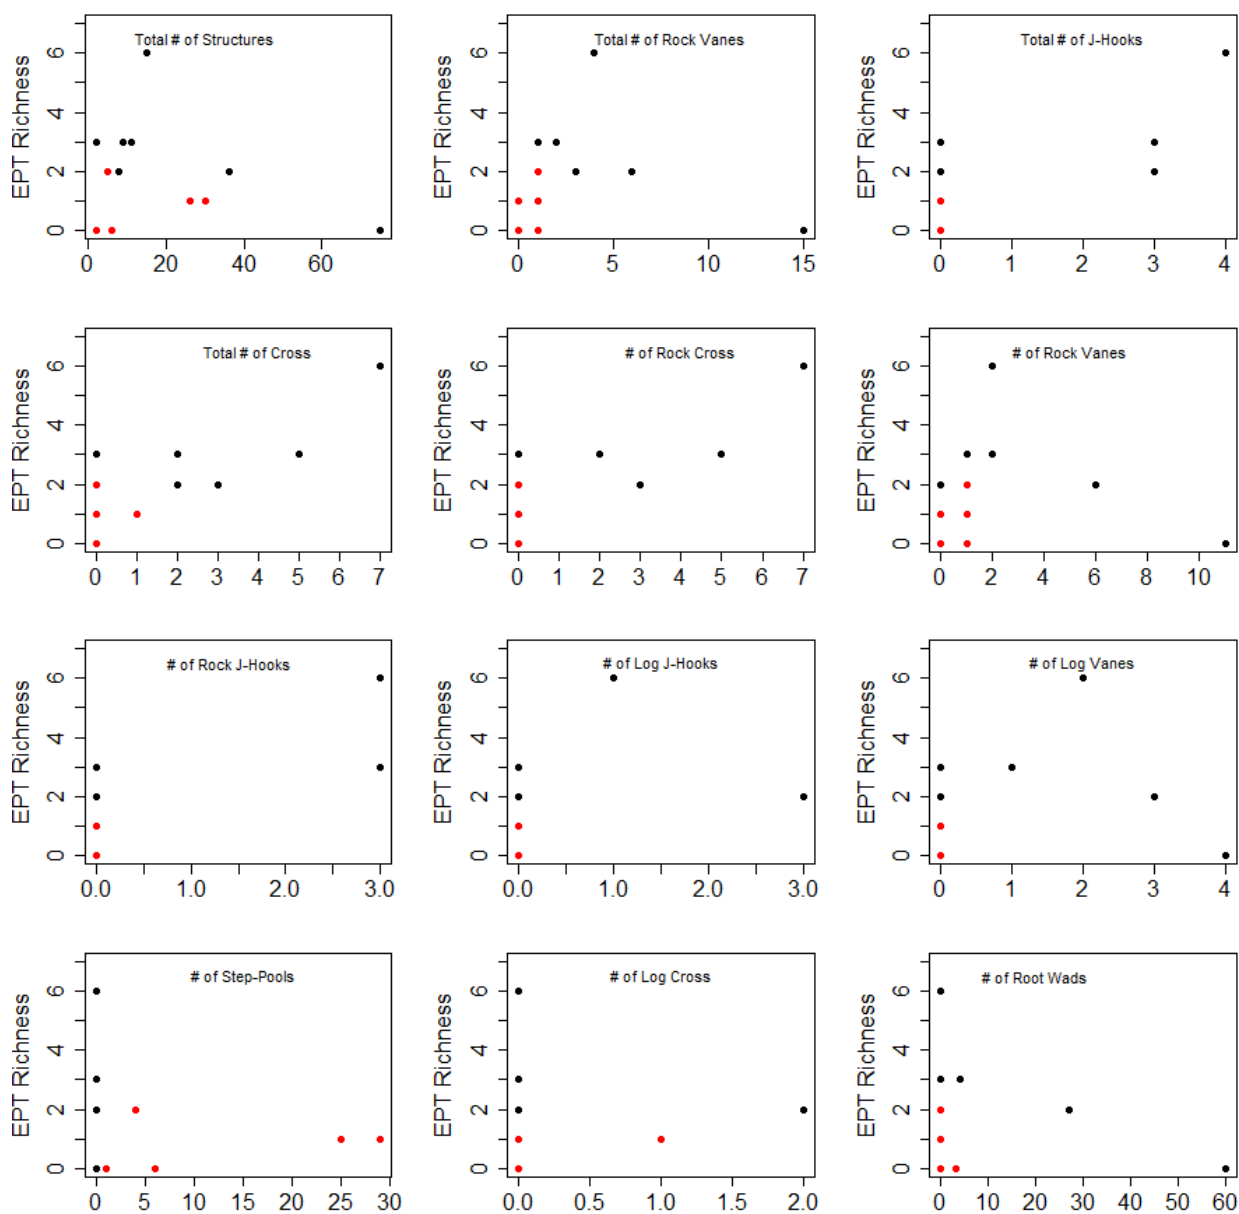 Total # of Structures
EPT Richness
0 2 4 6
0 20 40 60
Total # of Rock Vanes
EPT Richness
0 2 4 6
0 5 10 15
Total # of J-Hooks
EPT Richness
0 2 4 6
0 1 2 3 4
Total # of Cross
EPT Richness
0 2 4 6
0 1 2 3 4 5 6 7
# of Rock Cross
EPT Richness
0 2 4 6
0 1 2 3 4 5 6 7
# of Rock Vanes
EPT Richness
0 2 4 6
0 2 4 6 8 10
# of Rock J-Hooks
EPT Richness
0 2 4 6
0.0 1.0 2.0 3.0
# of Log J-Hooks
EPT Richness
0 2 4 6
0.0 1.0 2.0 3.0
# of Log Vanes
EPT Richness
0 2 4 6
0 1 2 3 4
# of Step-Pools
EPT Richness
0 2 4 6
0 5 10 15 20 25 30
# of Log Cross
EPT Richness
0 2 4 6
0.0 0.5 1.0 1.5 2.0
# of Root Wads
EPT Richness
0 2 4 6
0 10 20 30 40 50 60